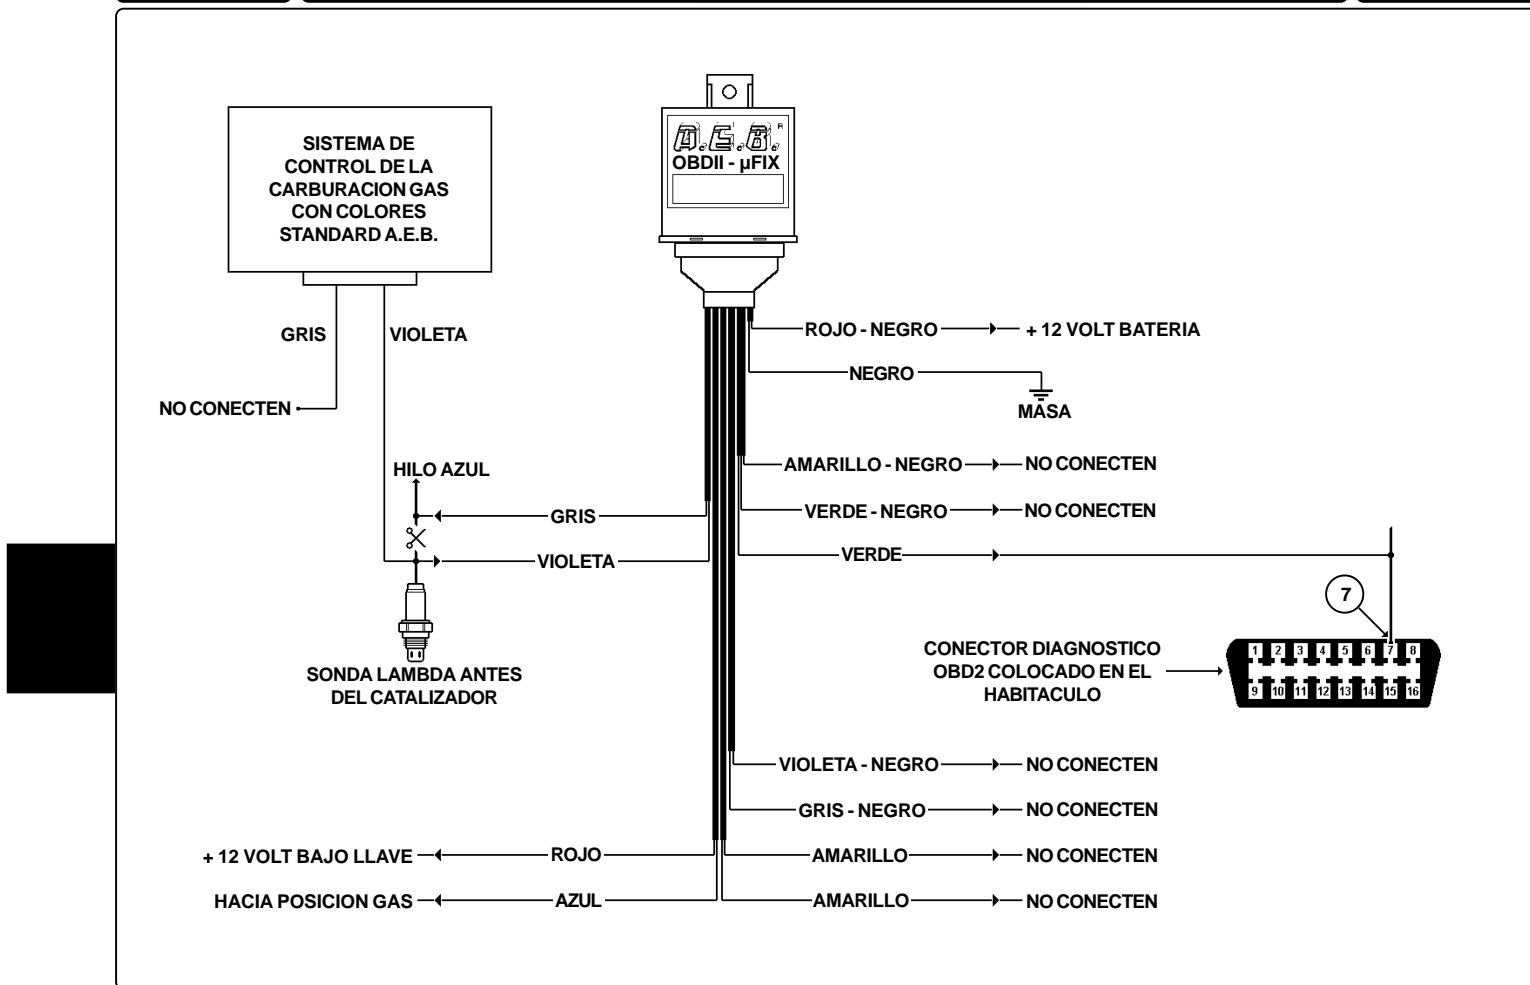 SISTEMA DE
CONTROL DE LA
CARBURACION GAS
CON COLORES
STANDARD A.E.B.
A.E.B.®
OBDII - µFIX
GRIS
VIOLETA
NO CONECTEN
HILO AZUL
GRIS
VIOLETA
SONDA LAMBDA ANTES
DEL CATALIZADOR
ROJO - NEGRO
+ 12 VOLT BATERIA
NEGRO
MASA
AMARILLO - NEGRO
NO CONECTEN
VERDE - NEGRO
NO CONECTEN
VERDE
7
CONECTOR DIAGNOSTICO
OBD2 COLOCADO EN EL
HABITACULO
1 2 3 4 5 6 7 8
9 10 11 12 13 14 15 16
VIOLETA - NEGRO
NO CONECTEN
GRIS - NEGRO
NO CONECTEN
+ 12 VOLT BAJO LLAVE
ROJO
AMARILLO
NO CONECTEN
HACIA POSICION GAS
AZUL
AMARILLO
NO CONECTEN